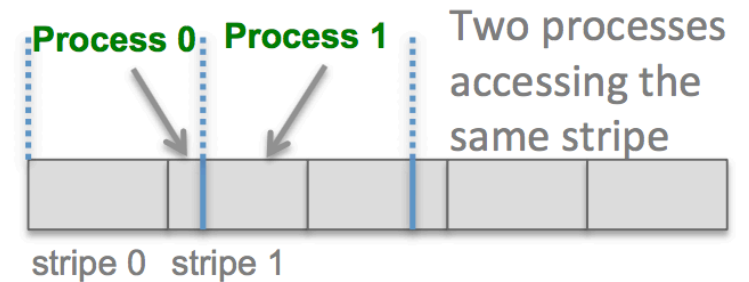 Process 0
Process 1
Two processes
accessing the
same stripe
stripe 0
stripe 1